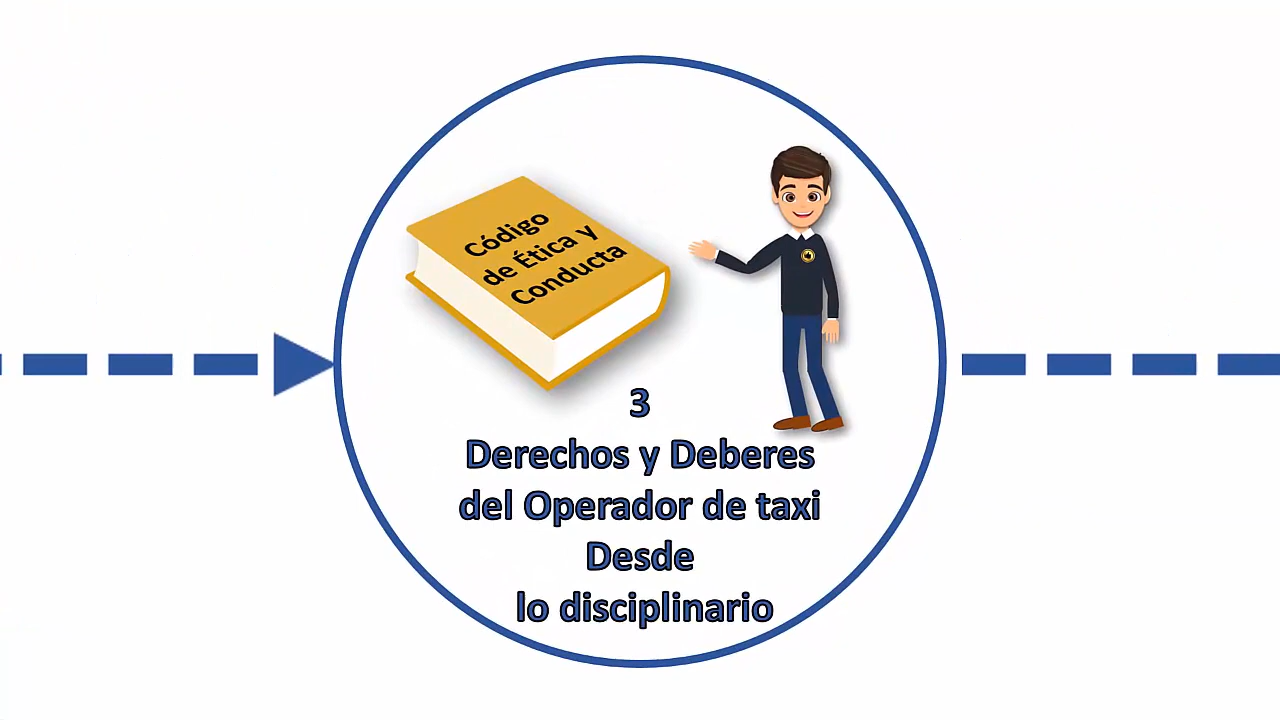 Código
de Ética y
Conducta
3
Derechos y Deberes
del Operador de taxi
Desde
lo disciplinario